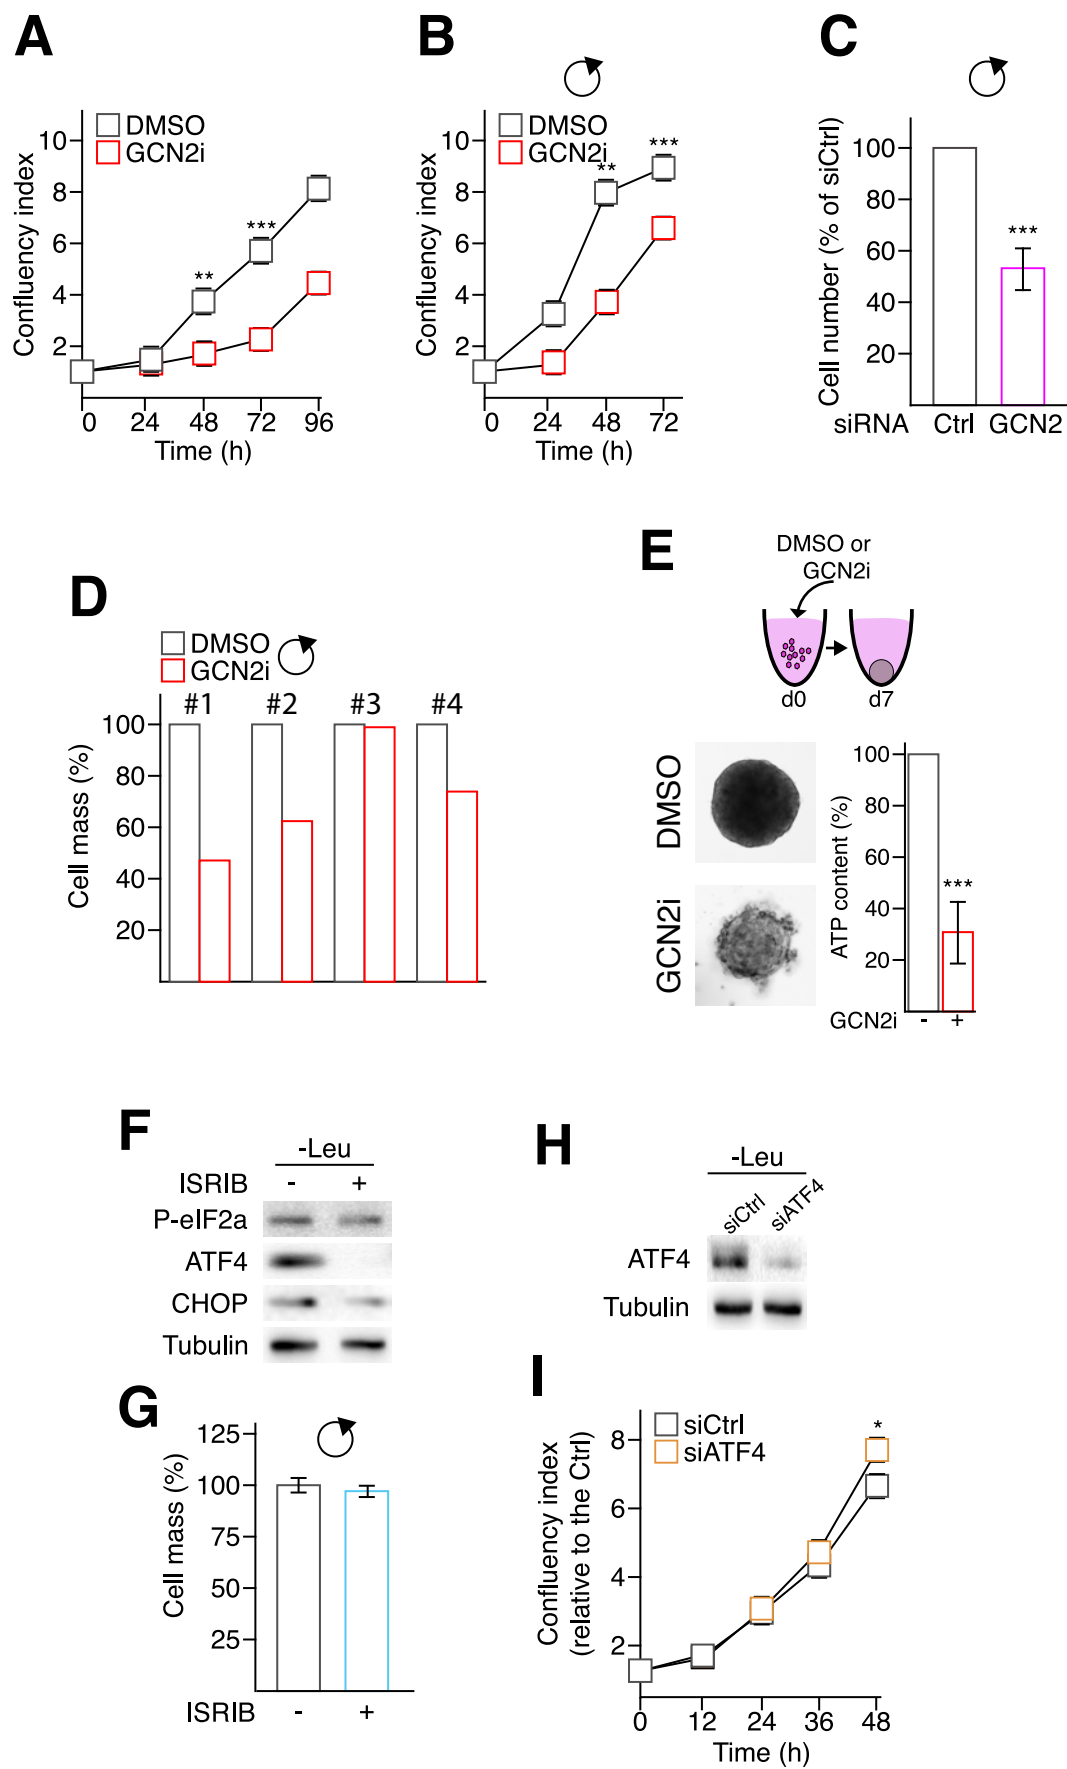 A
DMSO
GCN2i
Confluency index
10
8
6
4
2
**
***
0 24 48 72 96
Time (h)
B
DMSO
GCN2i
Confluency index
10
8
6
4
2
**
***
0 24 48 72
Time (h)
C
Cell number (% of siCtrl)
100
80
60
40
20
***
siRNA Ctrl GCN2
D
DMSO
GCN2i
Cell mass (%)
#1 #2 #3 #4
100
80
60
40
20
E
DMSO or
GCN2i
d0 d7
DMSO
GCN2i
ATP content (%)
100
80
60
40
20
***
GCN2i - +
F
-Leu
ISRIB - +
P-eIF2a
ATF4
CHOP
Tubulin
G
Cell mass (%)
125
100
75
50
25
ISRIB - +
H
-Leu
siCtrl siATF4
ATF4
Tubulin
I
siCtrl
siATF4
Confluency index
(relative to the Ctrl)
8
6
4
2
*
0 12 24 36 48
Time (h)